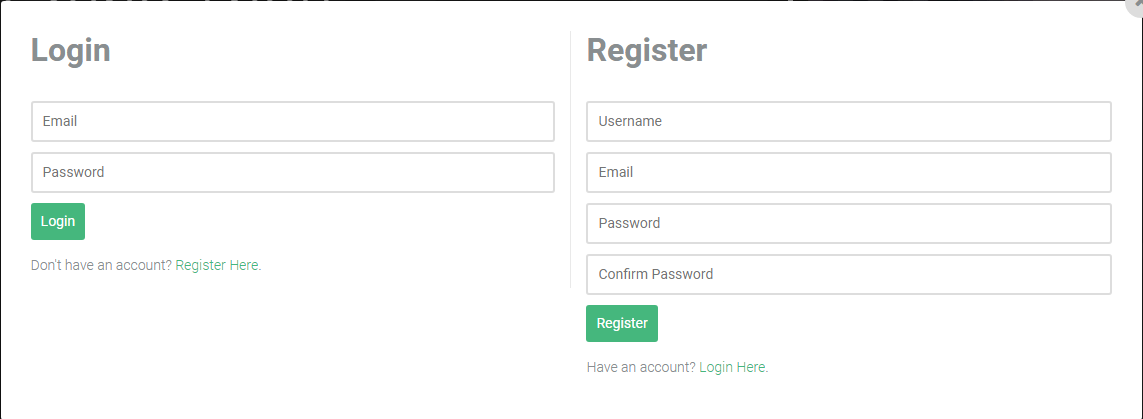 Login
Email
Password
Login
Don't have an account? Register Here.
Register
Username
Email
Password
Confirm Password
Register
Have an account? Login Here.